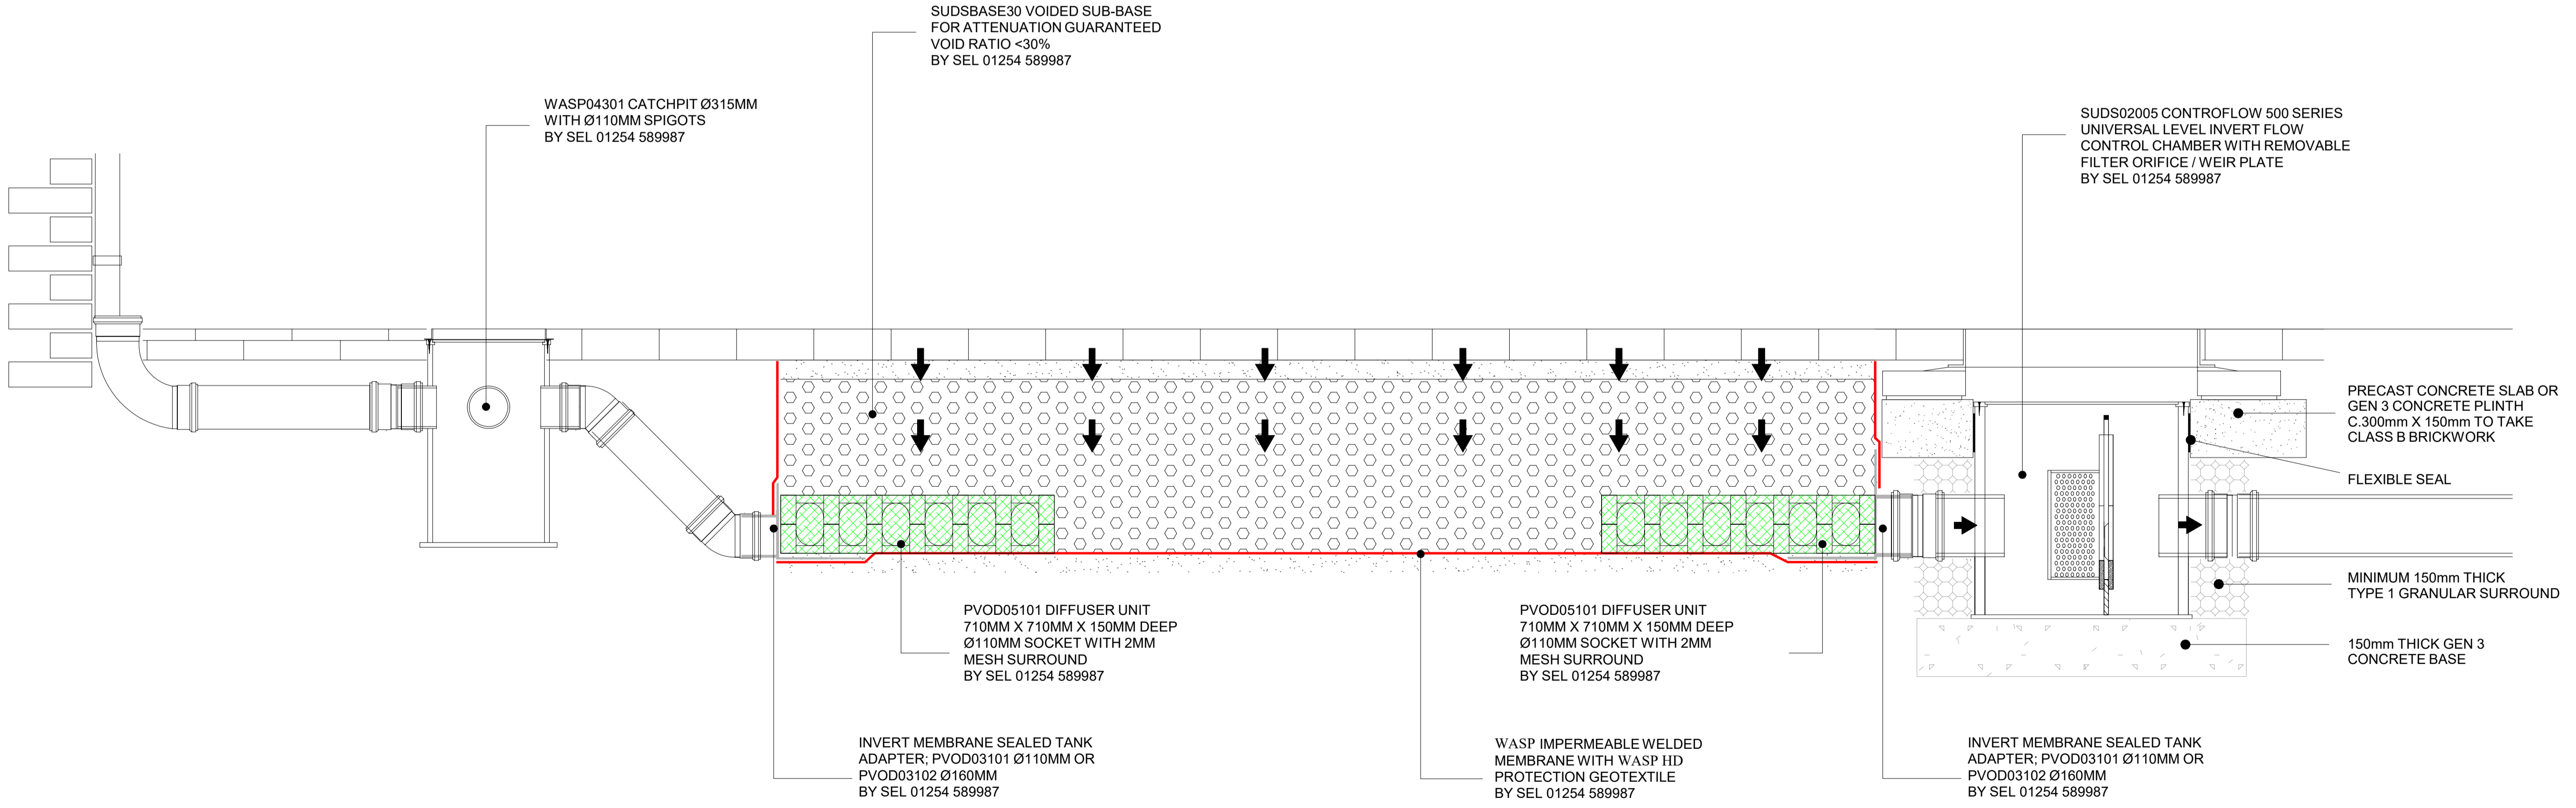 SUDSBASE30 VOIDED SUB-BASE
FOR ATTENUATION GUARANTEED
VOID RATIO <30%
BY SEL 01254 589987
WASP04301 CATCHPIT Ø315MM
WITH Ø110MM SPIGOTS
BY SEL 01254 589987
SUDS02005 CONTROFLOW 500 SERIES
UNIVERSAL LEVEL INVERT FLOW
CONTROL CHAMBER WITH REMOVABLE
FILTER ORIFICE / WEIR PLATE
BY SEL 01254 589987
PRECAST CONCRETE SLAB OR
GEN 3 CONCRETE PLINTH
C.300mm X 150mm TO TAKE
CLASS B BRICKWORK
FLEXIBLE SEAL
MINIMUM 150mm THICK
TYPE 1 GRANULAR SURROUND
150mm THICK GEN 3
CONCRETE BASE
PVOD05101 DIFFUSER UNIT
710MM X 710MM X 150MM DEEP
Ø110MM SOCKET WITH 2MM
MESH SURROUND
BY SEL 01254 589987
PVOD05101 DIFFUSER UNIT
710MM X 710MM X 150MM DEEP
Ø110MM SOCKET WITH 2MM
MESH SURROUND
BY SEL 01254 589987
INVERT MEMBRANE SEALED TANK
ADAPTER; PVOD03101 Ø110MM OR
PVOD03102 Ø160MM
BY SEL 01254 589987
WASP IMPERMEABLE WELDED
MEMBRANE WITH WASP HD
PROTECTION GEOTEXTILE
BY SEL 01254 589987
INVERT MEMBRANE SEALED TANK
ADAPTER; PVOD03101 Ø110MM OR
PVOD03102 Ø160MM
BY SEL 01254 589987